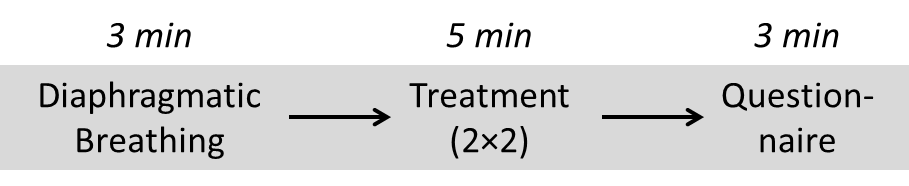 3 min 5 min 3 min
Diaphragmatic Treatment Question-
Breathing (2×2) naire